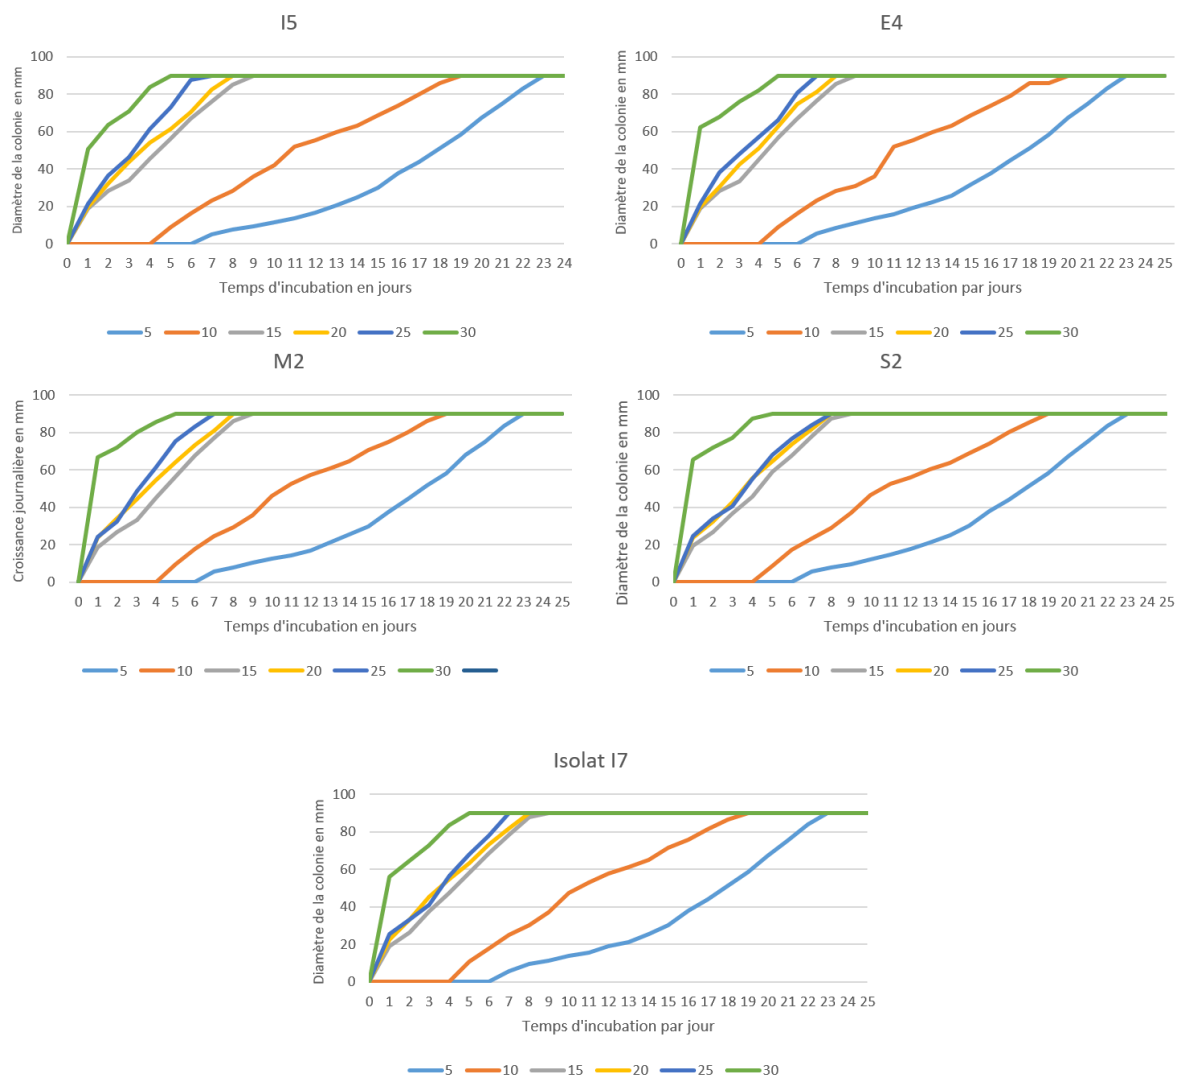 I5
Diamètre de la colonie en mm
100
80
60
40
20
0
0 1 2 3 4 5 6 7 8 9 10 11 12 13 14 15 16 17 18 19 20 21 22 23 24
Temps d'incubation en jours
5 10 15 20 25 30
E4
Diamètre de la colonie en mm
100
80
60
40
20
0
0 1 2 3 4 5 6 7 8 9 10 11 12 13 14 15 16 17 18 19 20 21 22 23 24 25
Temps d'incubation par jours
5 10 15 20 25 30
M2
Croissance journalière en mm
100
80
60
40
20
0
0 1 2 3 4 5 6 7 8 9 10 11 12 13 14 15 16 17 18 19 20 21 22 23 24 25
Temps d'incubation en jours
5 10 15 20 25 30
S2
Diamètre de la colonie en mm
100
80
60
40
20
0
0 1 2 3 4 5 6 7 8 9 10 11 12 13 14 15 16 17 18 19 20 21 22 23 24 25
Temps d'incubation en jours
5 10 15 20 25 30
Isolat I7
Diamètre de la colonie en mm
100
80
60
40
20
0
0 1 2 3 4 5 6 7 8 9 10 11 12 13 14 15 16 17 18 19 20 21 22 23 24 25
Temps d'incubation par jour
5 10 15 20 25 30